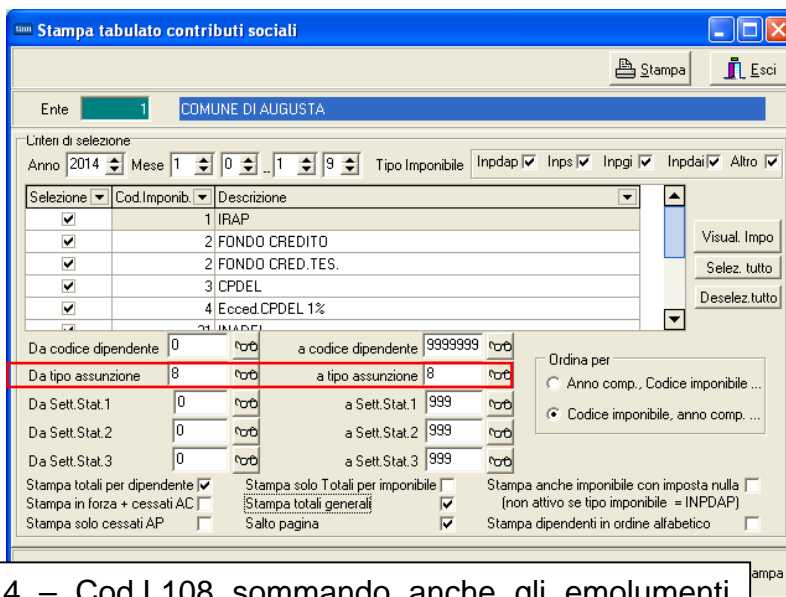 tinn Stampa tabulato contributi sociali
Stampa Esci
Ente 1 COMUNE DI AUGUSTA
Criteri di selezione
Anno 2014 Mese 1 0 .. 1 9 Tipo Imponibile Inpdap Inps Inpgi Inpdai Altro
Selezione Cod.Imponib. Descrizione
1 IRAP
2 FONDO CREDITO
2 FONDO CRED.TES.
3 CPDEL
4 Ecced.CPDEL 1%
21 INADEL
Visual. Impo
Selez. tutto
Deselez.tutto
Da codice dipendente 0 a codice dipendente 9999999
Da tipo assunzione 8 a tipo assunzione 8
Da Sett.Stat.1 0 a Sett.Stat.1 999
Da Sett.Stat.2 0 a Sett.Stat.2 999
Da Sett.Stat.3 0 a Sett.Stat.3 999
Ordina per
Anno comp., Codice imponibile ...
Codice imponibile, anno comp. ...
Stampa totali per dipendente Stampa solo Totali per imponibile Stampa anche imponibile con imposta nulla
Stampa in forza + cessati AC Stampa totali generali (non attivo se tipo imponibile = INPDAP)
Stampa solo cessati AP Salto pagina Stampa dipendenti in ordine alfabetico
ampa
4 – Cod.L108 sommando anche gli emolumenti